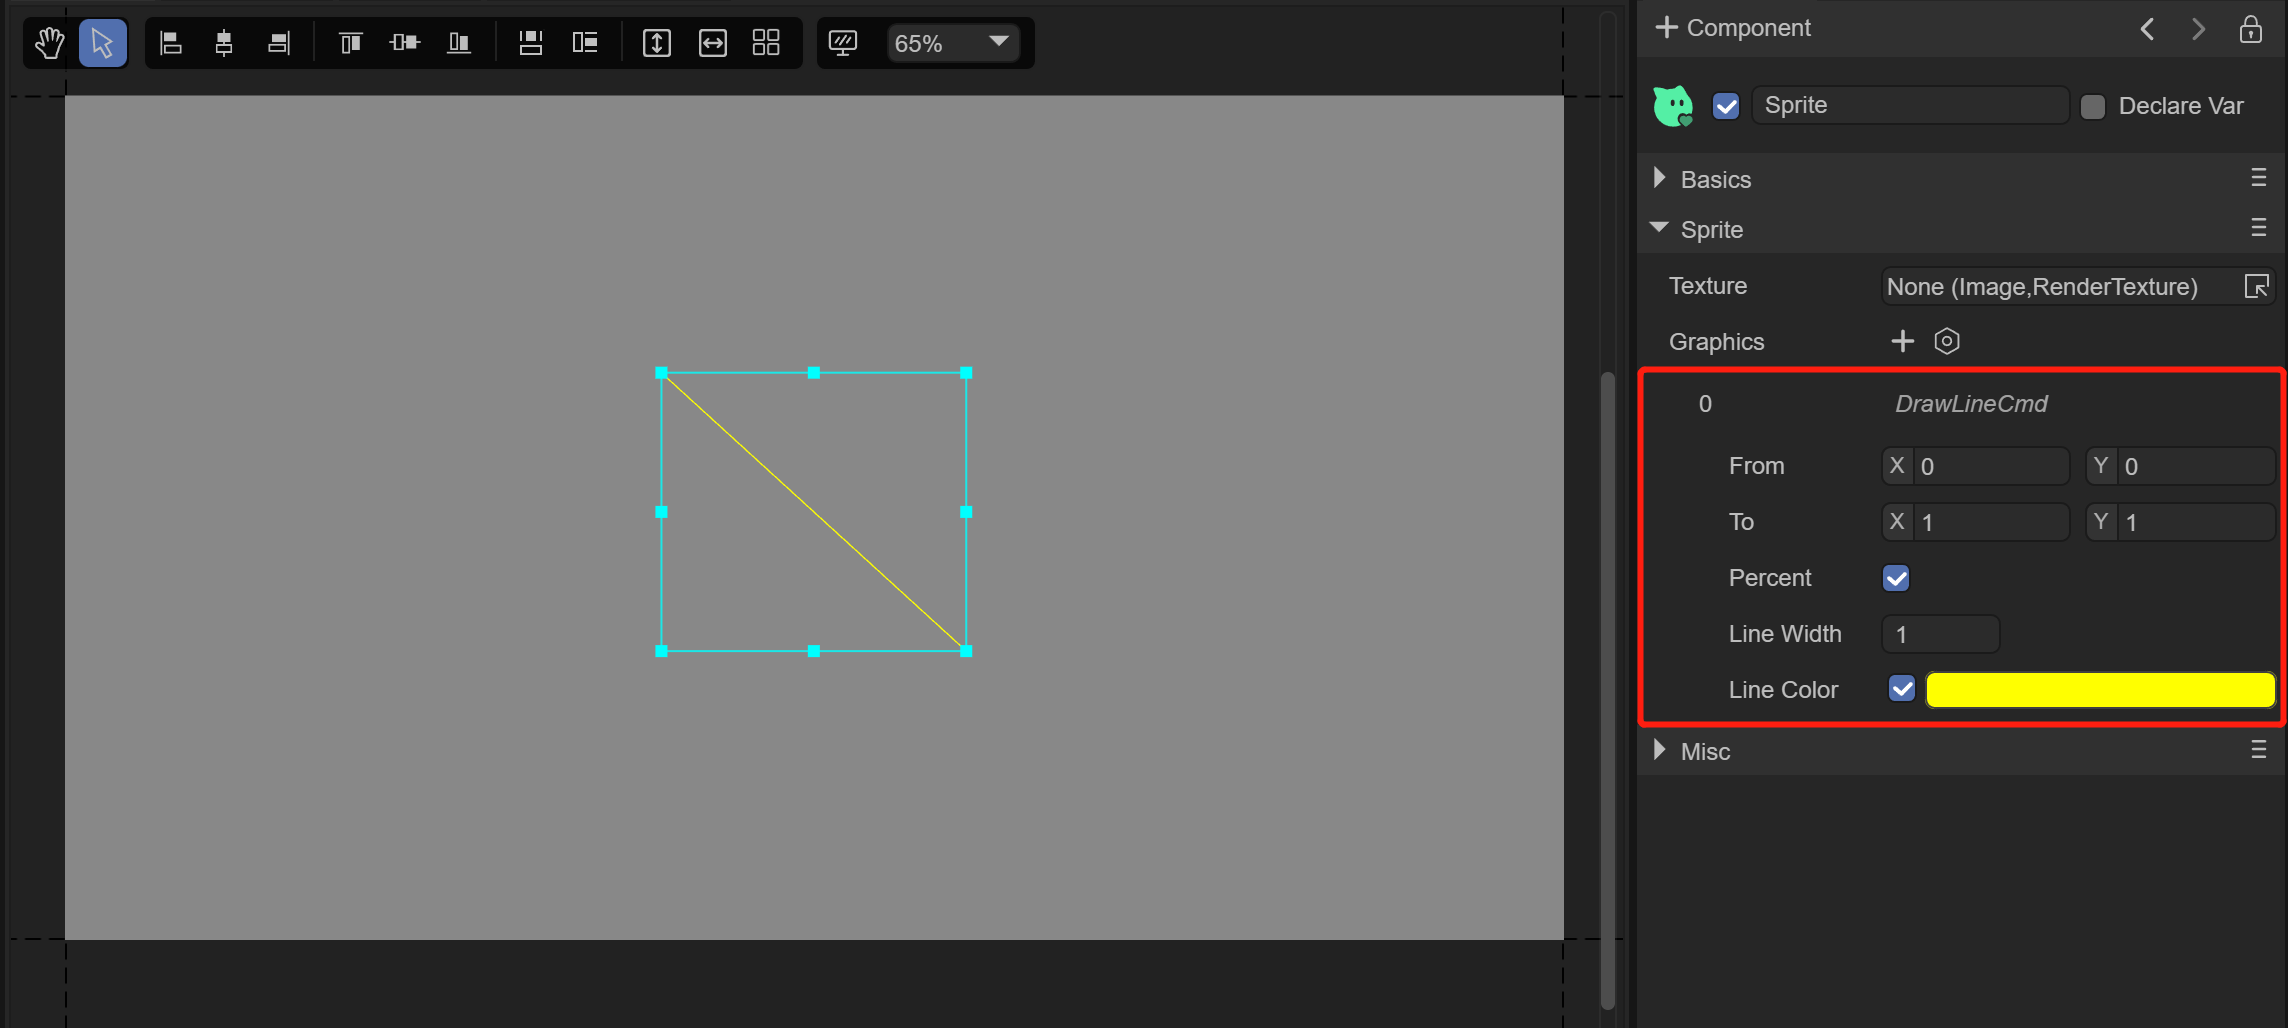 65%
Component
Sprite
Declare Var
Basics
Sprite
Texture
None (Image,RenderTexture)
Graphics
0
DrawLineCmd
From X 0 Y 0
To X 1 Y 1
Percent
Line Width 1
Line Color
Misc